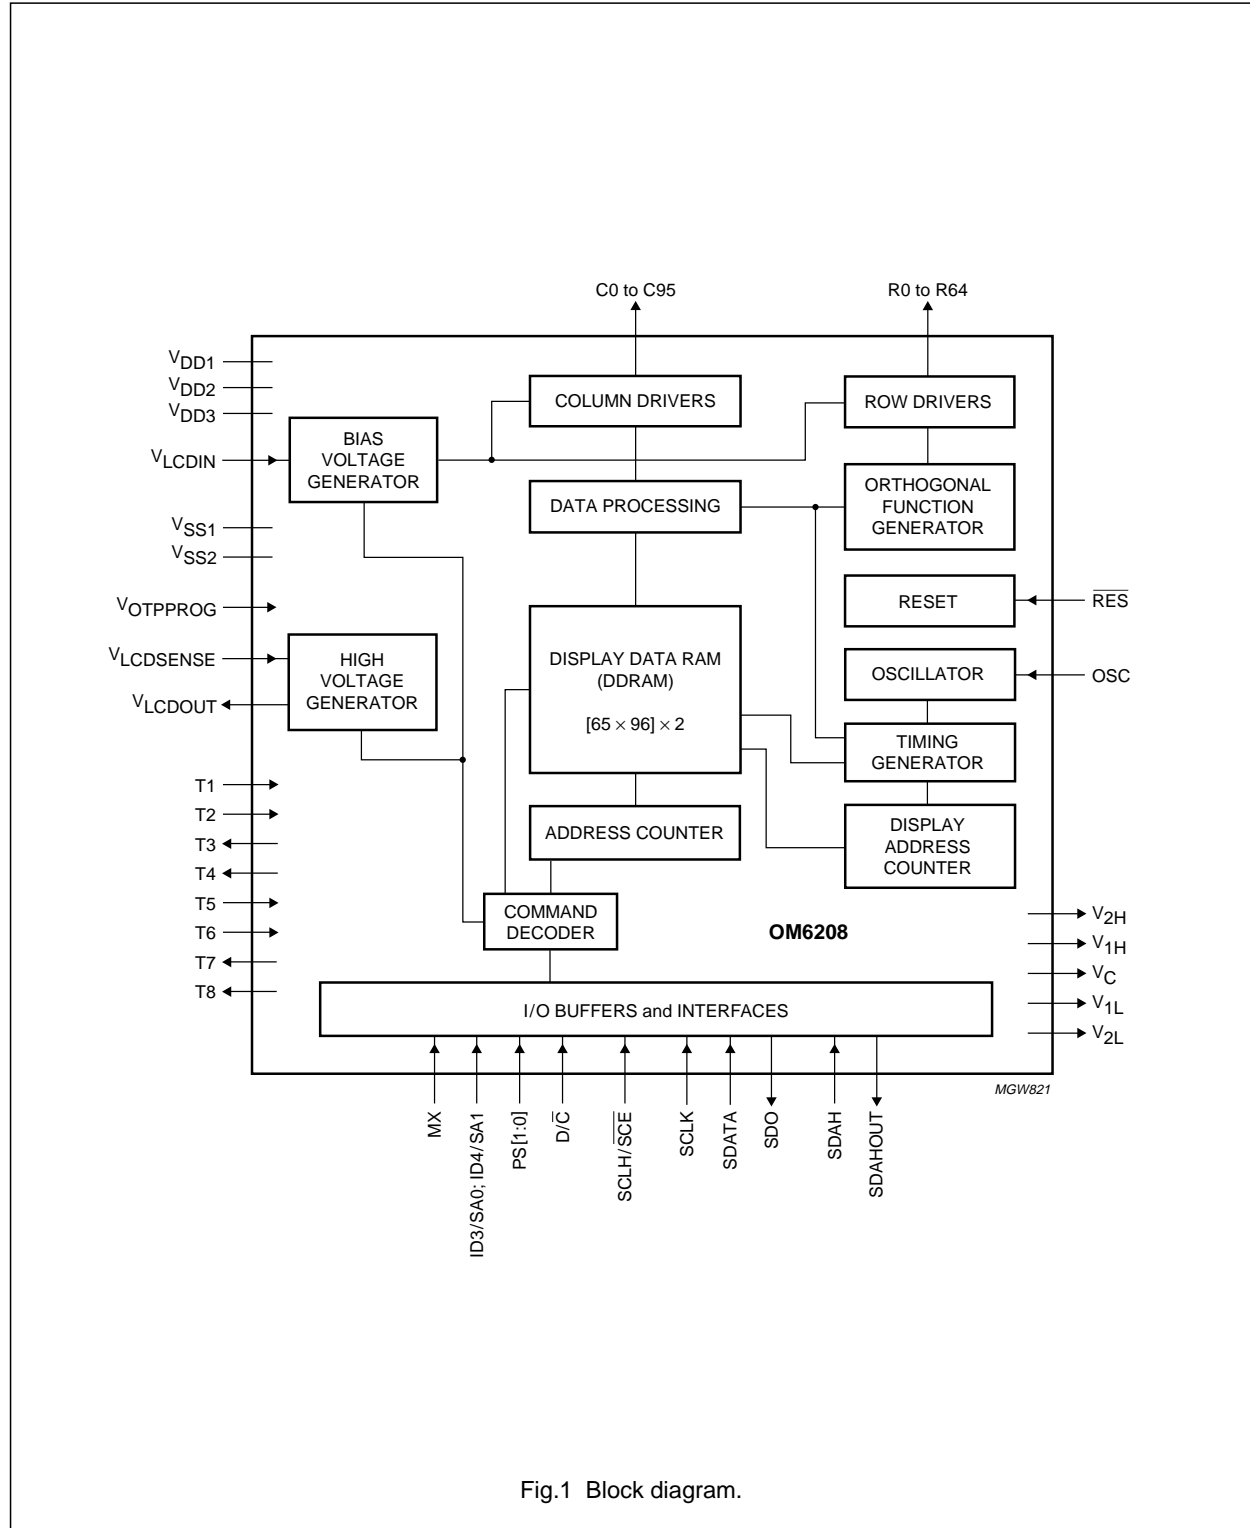 C0 to C95
R0 to R64
VDD1
VDD2
VDD3
VLCDIN
VSS1
VSS2
VOTPPROG
VLCDSENSE
VLCDOUT
T1
T2
T3
T4
T5
T6
T7
T8
BIAS
VOLTAGE
GENERATOR
HIGH
VOLTAGE
GENERATOR
COLUMN DRIVERS
DATA PROCESSING
DISPLAY DATA RAM
(DDRAM)
[65 × 96] × 2
ADDRESS COUNTER
COMMAND
DECODER
I/O BUFFERS and INTERFACES
ROW DRIVERS
ORTHOGONAL
FUNCTION
GENERATOR
RESET
OSCILLATOR
TIMING
GENERATOR
DISPLAY
ADDRESS
COUNTER
OM6208
R̅E̅S̅
OSC
V2H
V1H
VC
V1L
V2L
MGW821
MX
ID3/SA0; ID4/SA1
PS[1:0]
D/C̅
SCLH/S̅C̅E̅
SCLK
SDATA
SDO
SDAH
SDAHOUT
Fig.1 Block diagram.